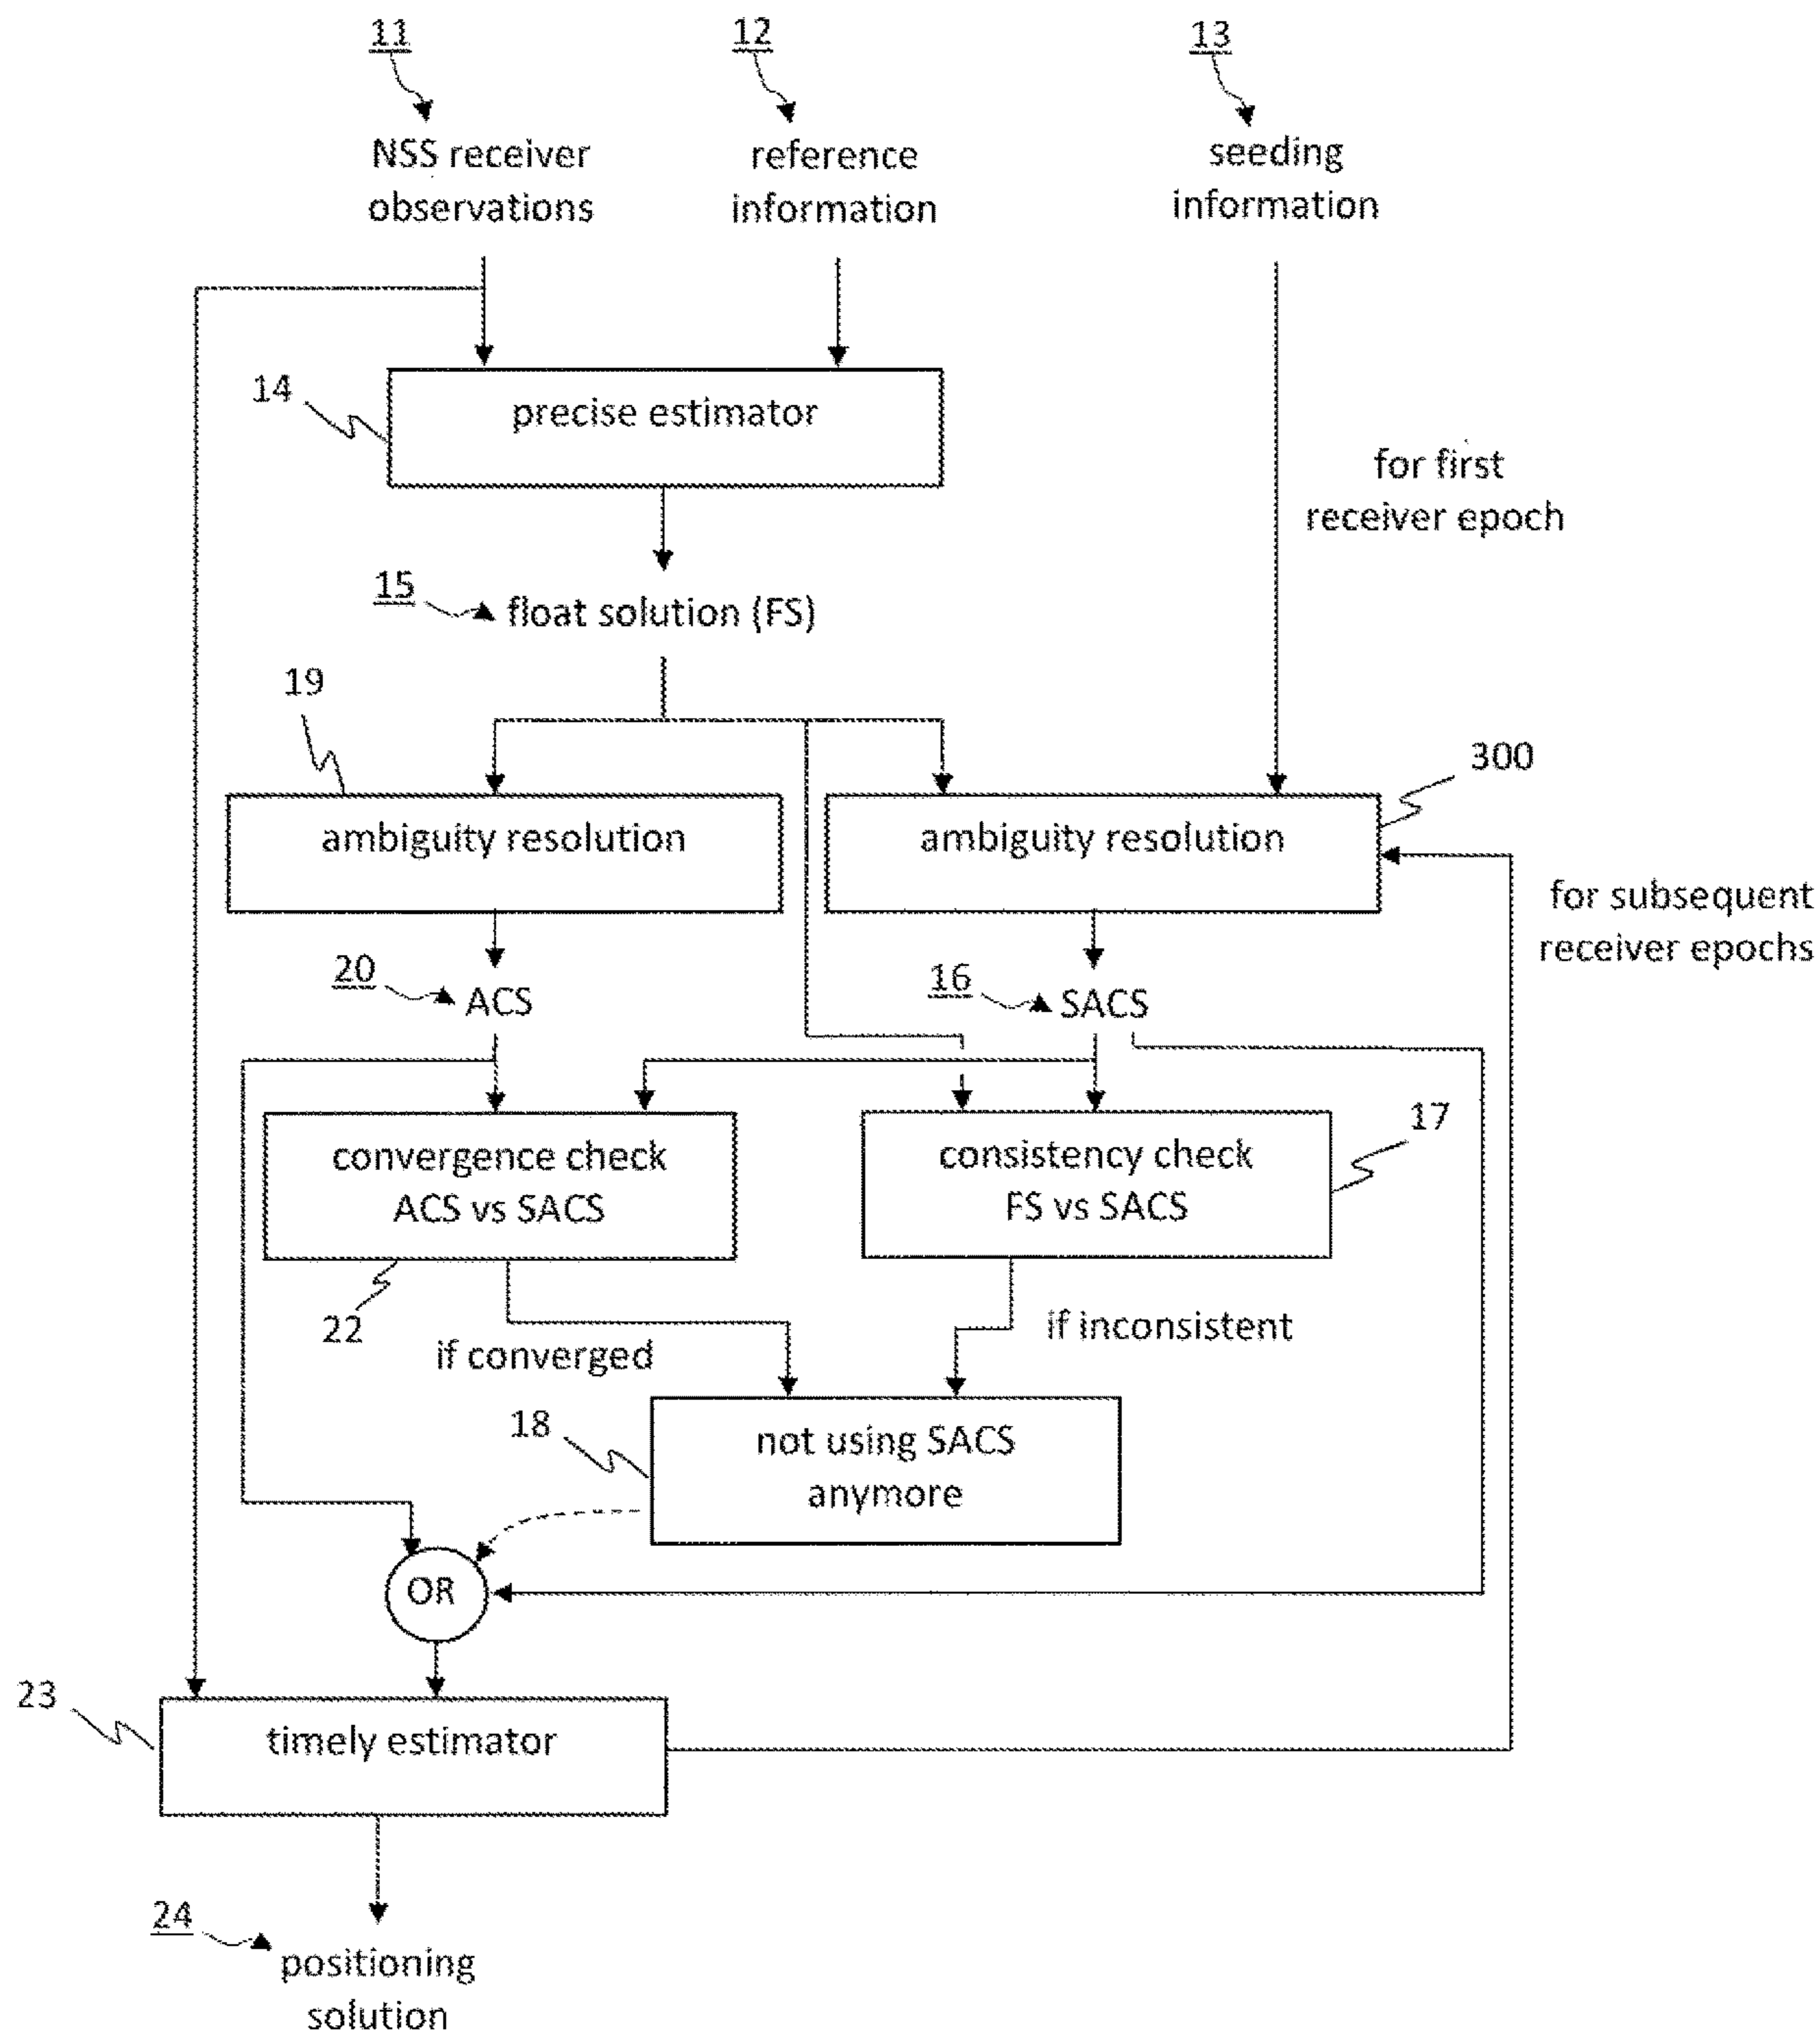 11
12
13
NSS receiver
observations
reference
information
seeding
information
14
precise estimator
for first
receiver epoch
15
float solution (FS)
19
300
ambiguity resolution
ambiguity resolution
for subsequent
receiver epochs
20
ACS
16
SACS
17
convergence check
ACS vs SACS
consistency check
FS vs SACS
22
if converged
if inconsistent
18
not using SACS
anymore
OR
23
timely estimator
24
positioning
solution